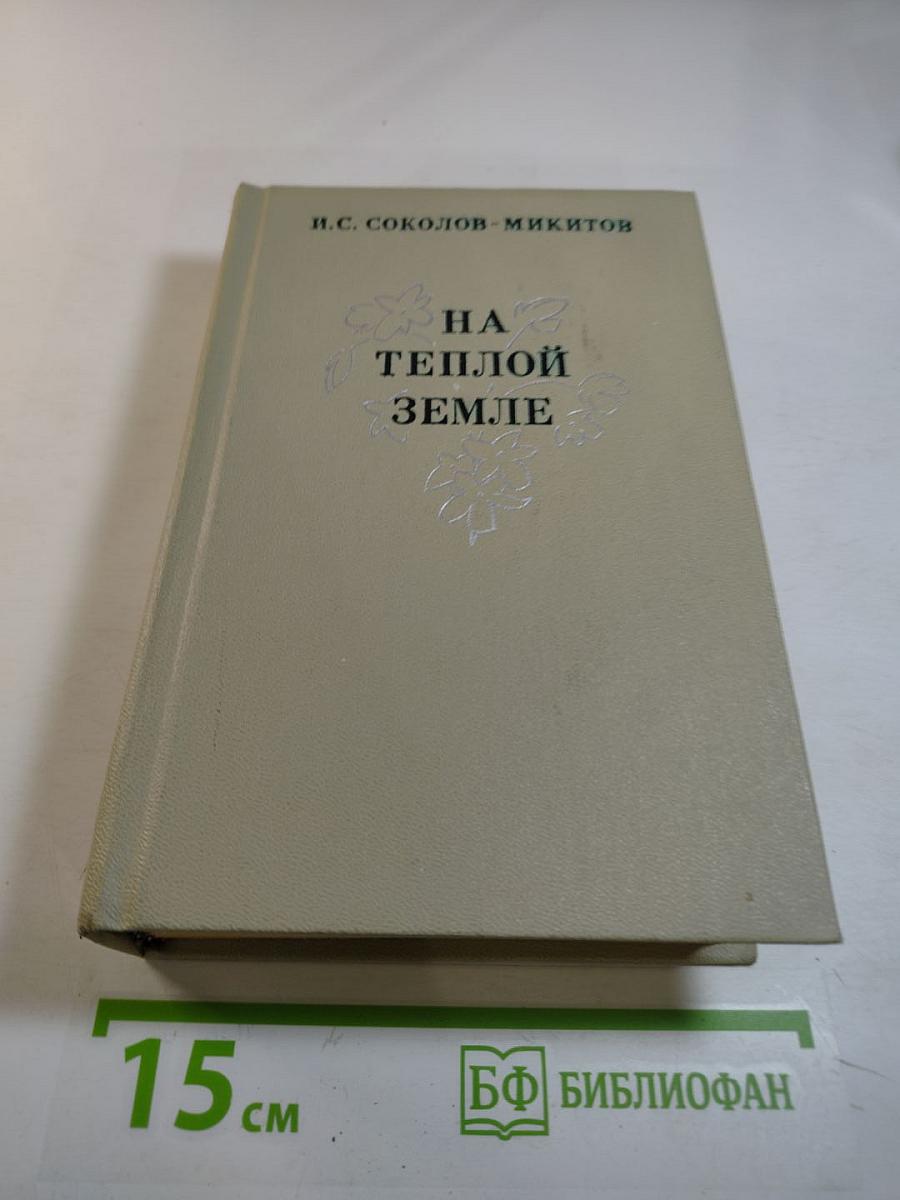 И.С. СОКОЛОВ-МИКИТОВ
НА
ТЕПЛОЙ
ЗЕМЛЕ
15 см
БФ БИБЛИОФАН